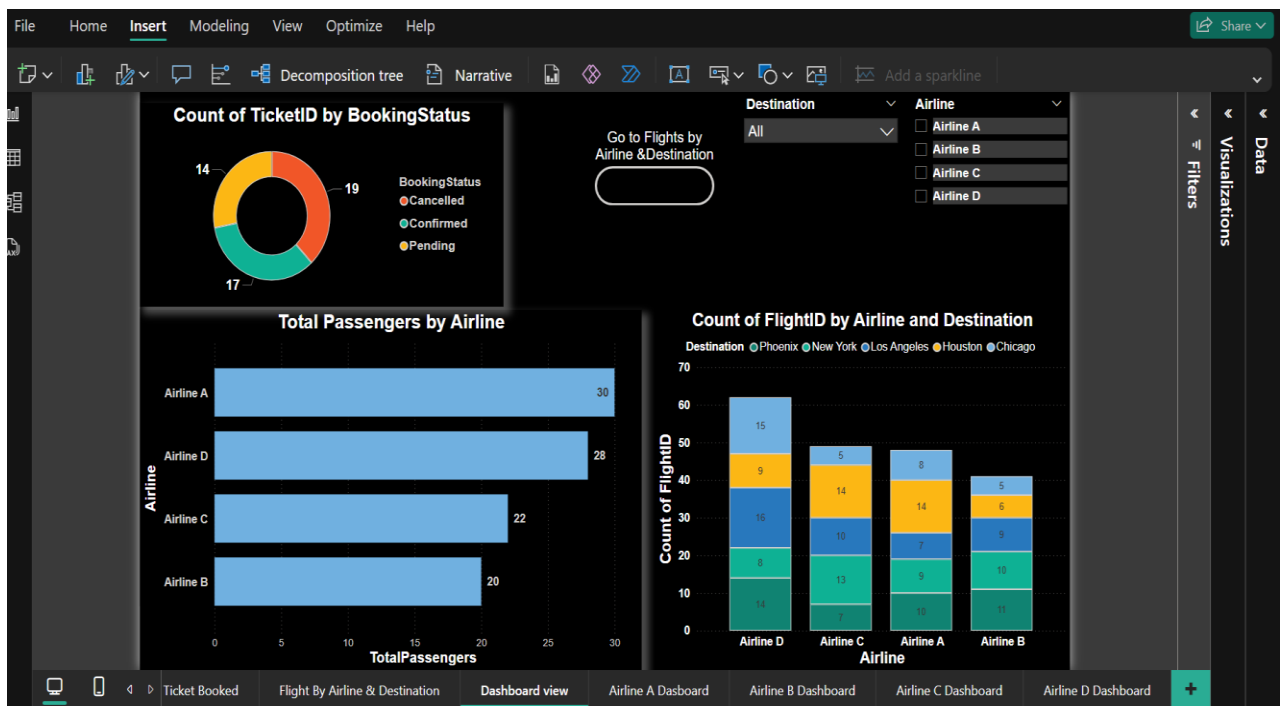 File Home Insert Modeling View Optimize Help Share
Decomposition tree Narrative Add a sparkline
Count of TicketID by BookingStatus
14
19
17
BookingStatus
Cancelled
Confirmed
Pending
Go to Flights by
Airline &Destination
Destination
All
Airline
Airline A
Airline B
Airline C
Airline D
Filters
Visualizations
Data
Total Passengers by Airline
Airline
Airline A 30
Airline D 28
Airline C 22
Airline B 20
0 5 10 15 20 25 30
TotalPassengers
Count of FlightID by Airline and Destination
Destination Phoenix New York Los Angeles Houston Chicago
Count of FlightID
70
60
50
40
30
20
10
0
15
9
16
8
14
5
14
10
13
7
8
14
7
9
10
5
6
9
10
11
Airline D Airline C Airline A Airline B
Airline
Ticket Booked Flight By Airline & Destination Dashboard view Airline A Dasboard Airline B Dashboard Airline C Dashboard Airline D Dashboard